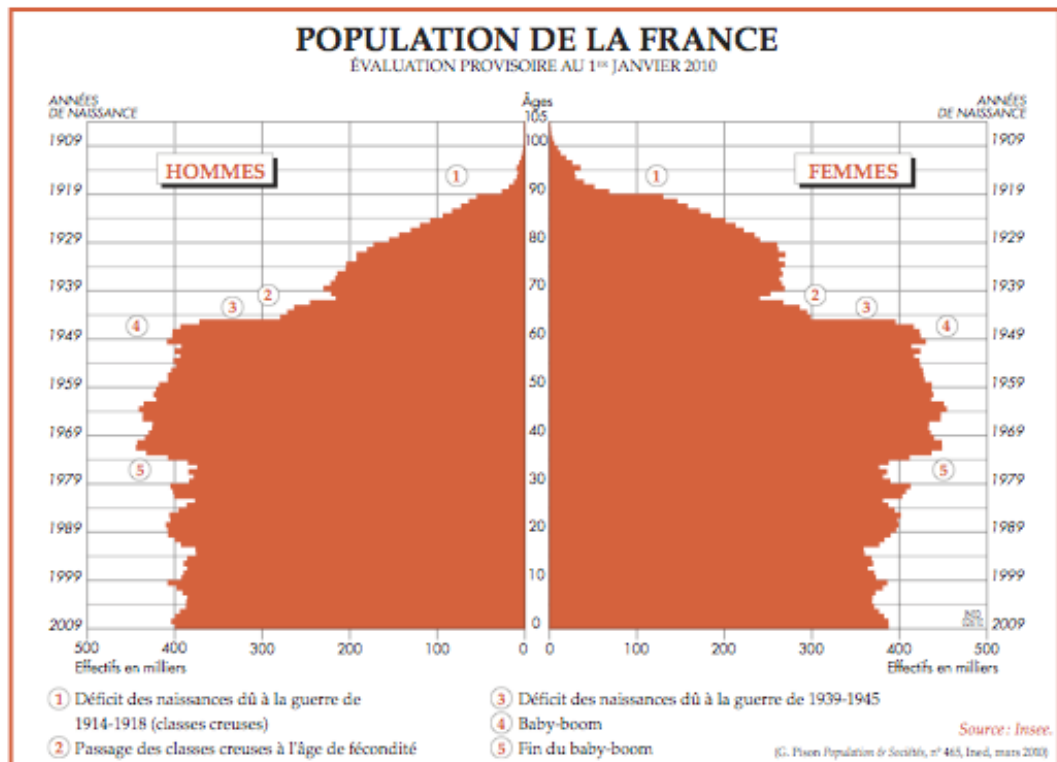 POPULATION DE LA FRANCE
ÉVALUATION PROVISOIRE AU 1ER JANVIER 2010
ANNÉES
DE NAISSANCE
Âges
ANNÉES
DE NAISSANCE
105
1909
100
1909
HOMMES
1
1
FEMMES
1919
90
1919
1929
80
1929
1939
70
1939
2
2
3
3
4
4
1949
60
1949
1959
50
1959
1969
40
1969
5
5
1979
30
1979
1989
20
1989
1999
10
1999
2009
0
2009
500 400 300 200 100 0
0 100 200 300 400 500
Effectifs en milliers
Effectifs en milliers
1 Déficit des naissances dû à la guerre de
1914-1918 (classes creuses)
2 Passage des classes creuses à l'âge de fécondité
3 Déficit des naissances dû à la guerre de 1939-1945
4 Baby-boom
5 Fin du baby-boom
Source : Insee.
(G. Pison Population & Sociétés, n° 465, Ined, mars 2010)